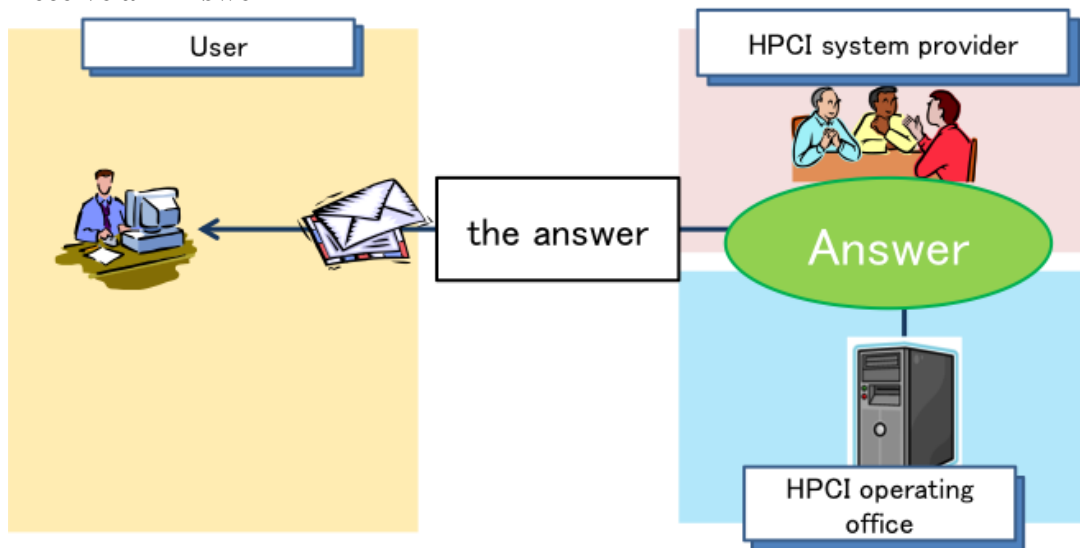 User
HPCI system provider
the answer
Answer
HPCI operating
office